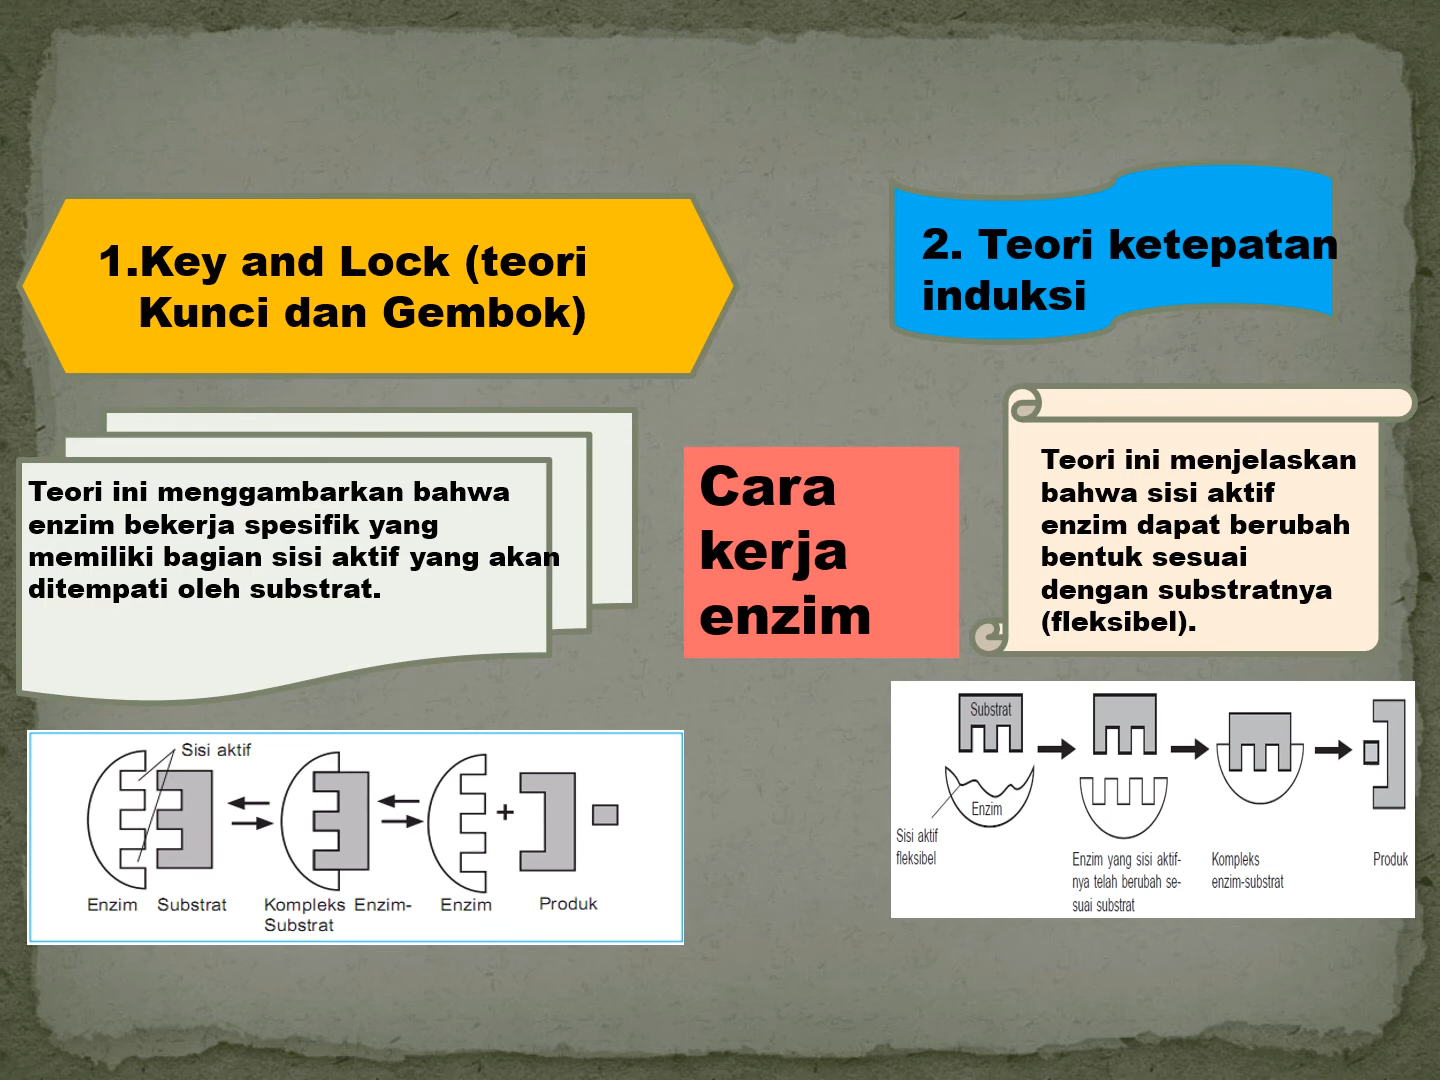 1.Key and Lock (teori
Kunci dan Gembok)
2. Teori ketepatan
induksi
Teori ini menggambarkan bahwa
enzim bekerja spesifik yang
memiliki bagian sisi aktif yang akan
ditempati oleh substrat.
Cara
kerja
enzim
Teori ini menjelaskan
bahwa sisi aktif
enzim dapat berubah
bentuk sesuai
dengan substratnya
(fleksibel).
Sisi aktif
Enzim
Substrat
Kompleks Enzim-
Substrat
+
Enzim
Produk
Substrat
Enzim
Sisi aktif
fleksibel
Enzim yang sisi aktif-
nya telah berubah se-
suai substrat
Kompleks
enzim-substrat
Produk